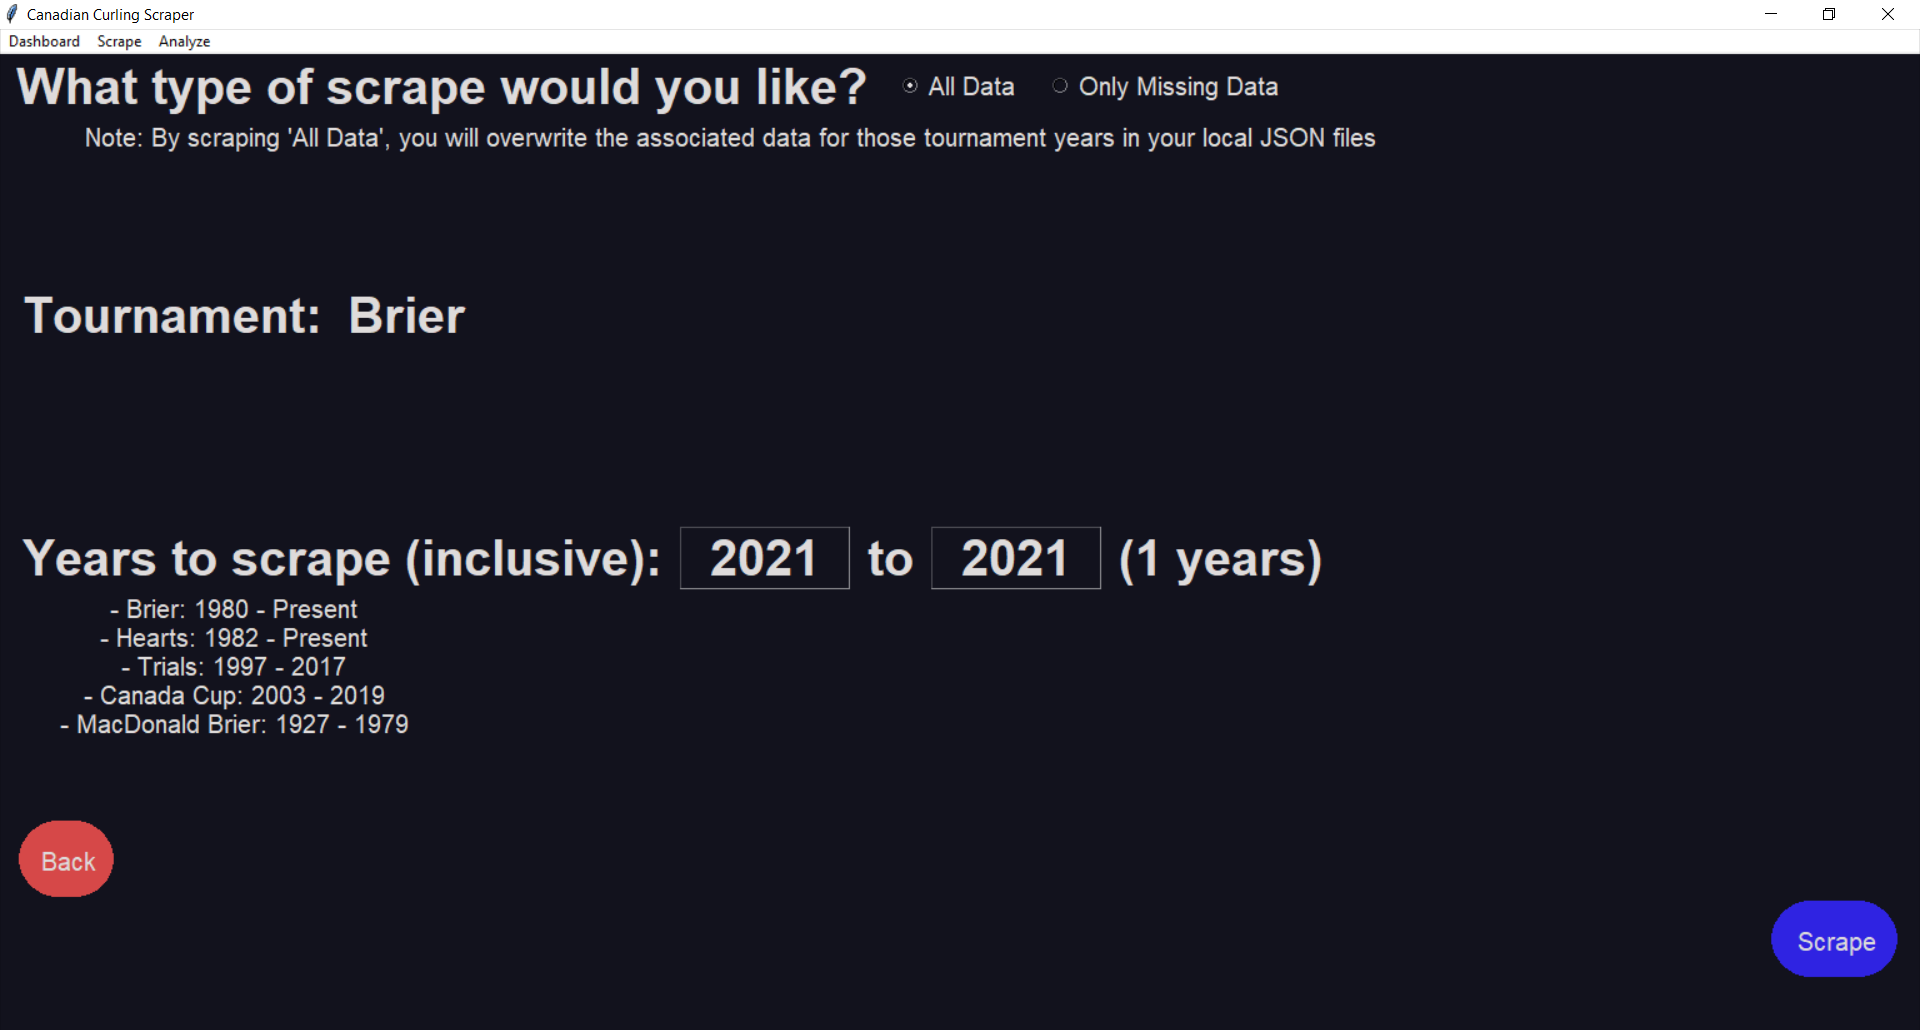 Canadian Curling Scraper
Dashboard Scrape Analyze
What type of scrape would you like? All Data Only Missing Data
Note: By scraping 'All Data', you will overwrite the associated data for those tournament years in your local JSON files
Tournament: Brier
Years to scrape (inclusive): 2021 to 2021 (1 years)
- Brier: 1980 - Present
- Hearts: 1982 - Present
- Trials: 1997 - 2017
- Canada Cup: 2003 - 2019
- MacDonald Brier: 1927 - 1979
Back
Scrape